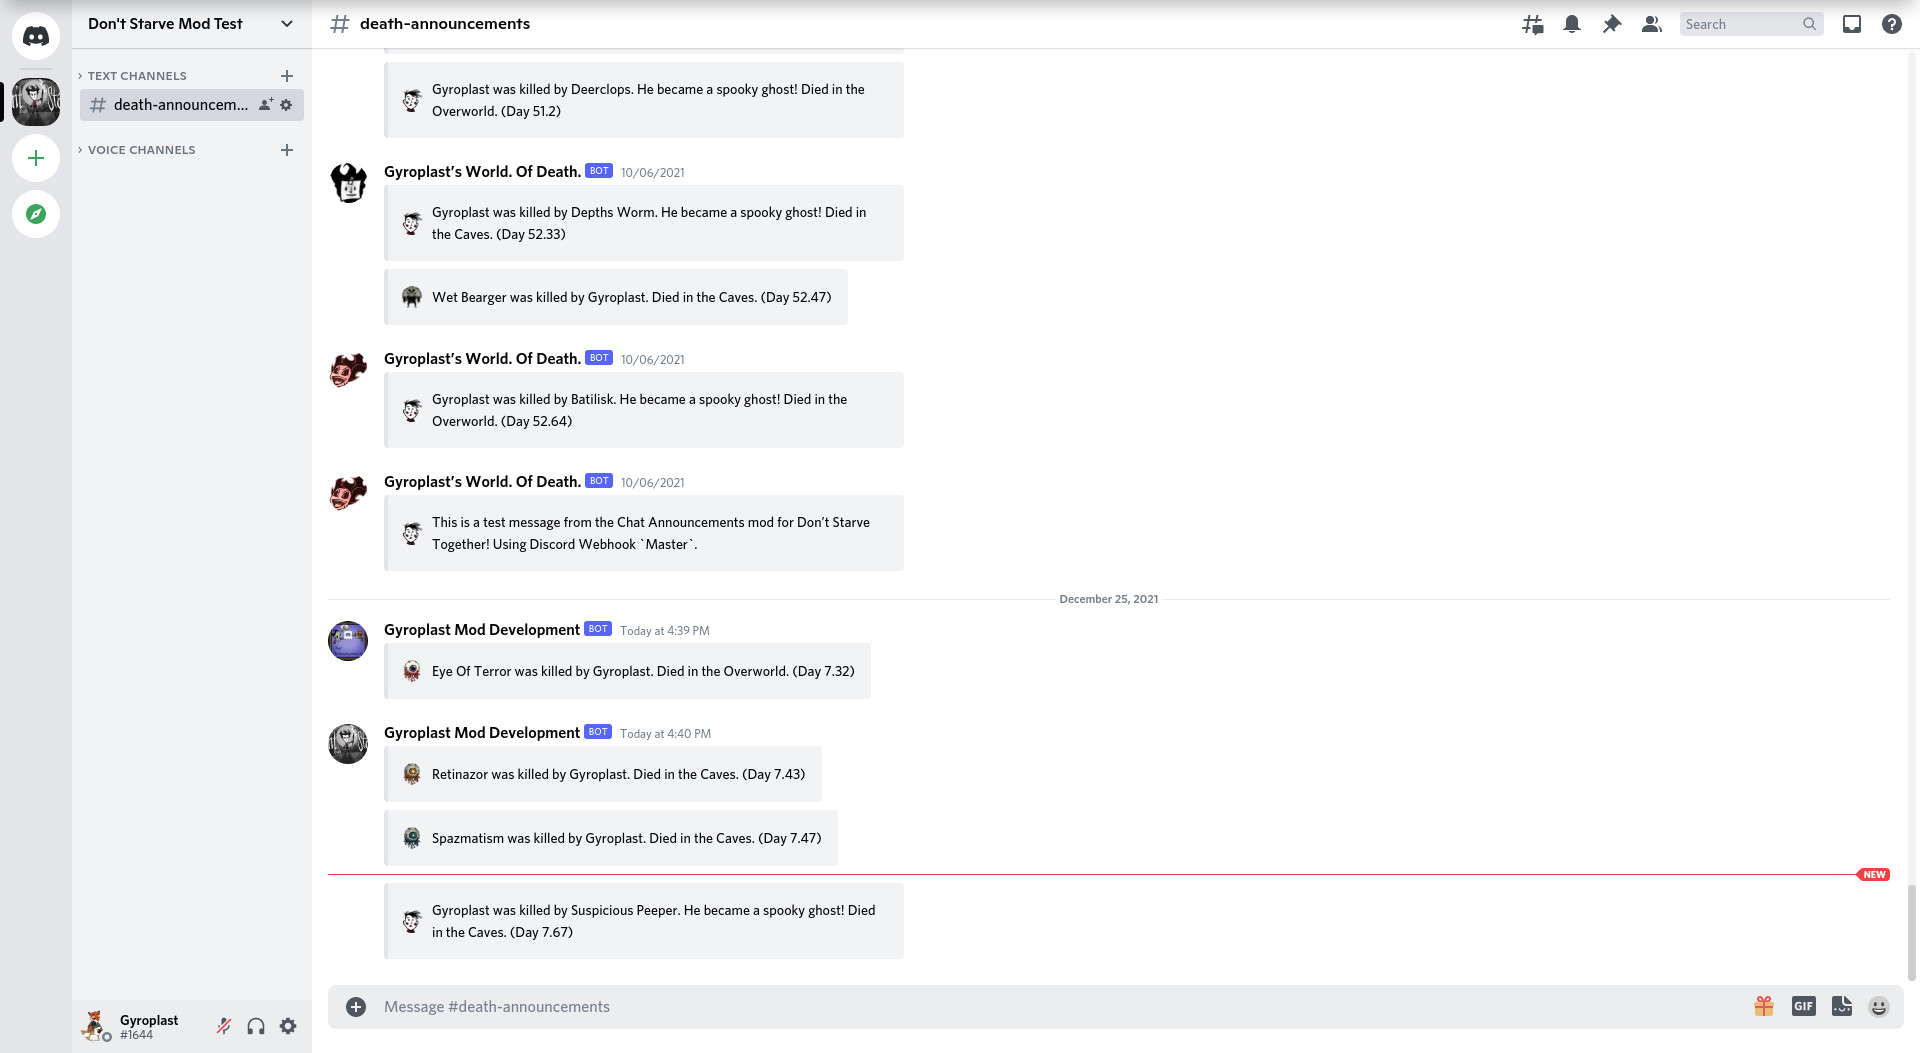 Don't Starve Mod Test
death-announcements
Search
TEXT CHANNELS
death-announcem...
VOICE CHANNELS
Gyroplast was killed by Deerclops. He became a spooky ghost! Died in the
Overworld. (Day 51.2)
Gyroplast's World. Of Death. BOT 10/06/2021
Gyroplast was killed by Depths Worm. He became a spooky ghost! Died in
the Caves. (Day 52.33)
Wet Bearger was killed by Gyroplast. Died in the Caves. (Day 52.47)
Gyroplast's World. Of Death. BOT 10/06/2021
Gyroplast was killed by Batilisk. He became a spooky ghost! Died in the
Overworld. (Day 52.64)
Gyroplast's World. Of Death. BOT 10/06/2021
This is a test message from the Chat Announcements mod for Don't Starve
Together! Using Discord Webhook `Master`.
December 25, 2021
Gyroplast Mod Development BOT Today at 4:39 PM
Eye Of Terror was killed by Gyroplast. Died in the Overworld. (Day 7.32)
Gyroplast Mod Development BOT Today at 4:40 PM
Retinazor was killed by Gyroplast. Died in the Caves. (Day 7.43)
Spazmatism was killed by Gyroplast. Died in the Caves. (Day 7.47)
NEW
Gyroplast was killed by Suspicious Peeper. He became a spooky ghost! Died
in the Caves. (Day 7.67)
Message #death-announcements
GIF
Gyroplast
#1644